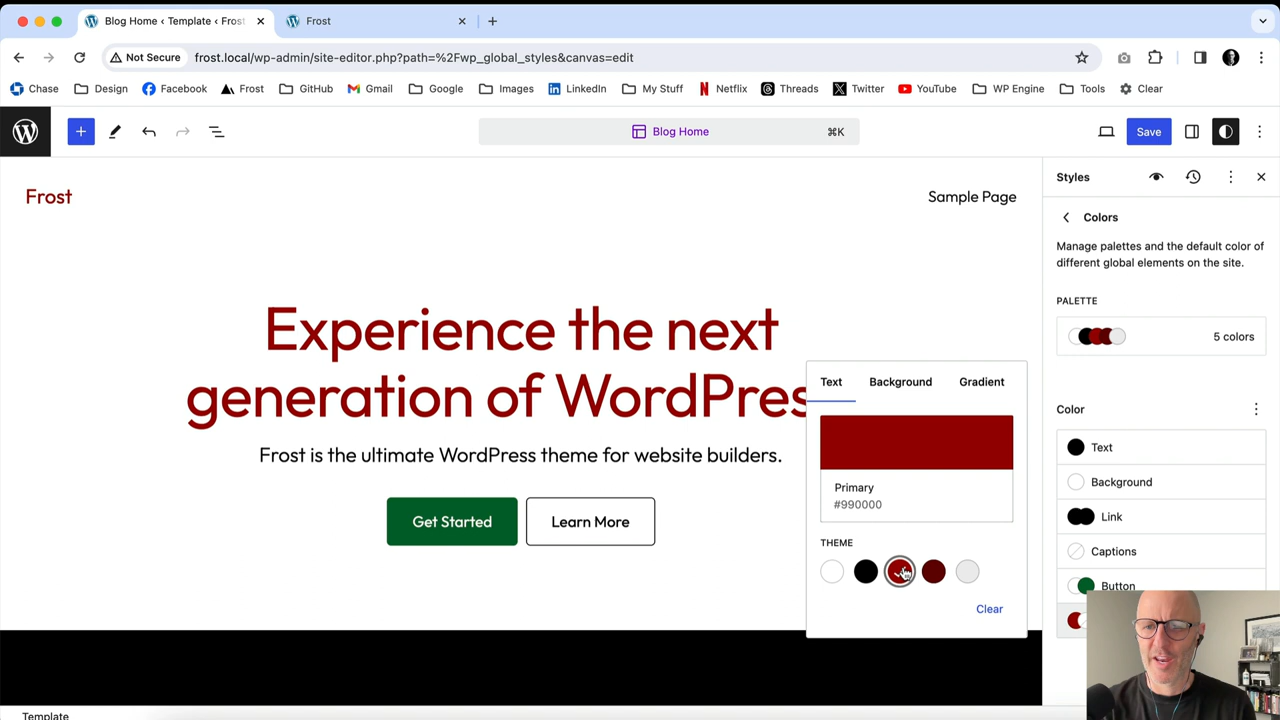 Blog Home ‹ Template ‹ Frost
Frost
Not Secure
frost.local/wp-admin/site-editor.php?path=%2Fwp_global_styles&canvas=edit
Chase
Design
Facebook
Frost
GitHub
Gmail
Google
Images
LinkedIn
My Stuff
Netflix
Threads
Twitter
YouTube
WP Engine
Tools
Clear
Blog Home
⌘K
Save
Frost
Sample Page
Experience the next
generation of WordPres
Frost is the ultimate WordPress theme for website builders.
Get Started
Learn More
Template
Styles
Colors
Manage palettes and the default color of
different global elements on the site.
PALETTE
5 colors
Color
Text
Background
Link
Captions
Button
Text
Background
Gradient
Primary
#990000
THEME
Clear